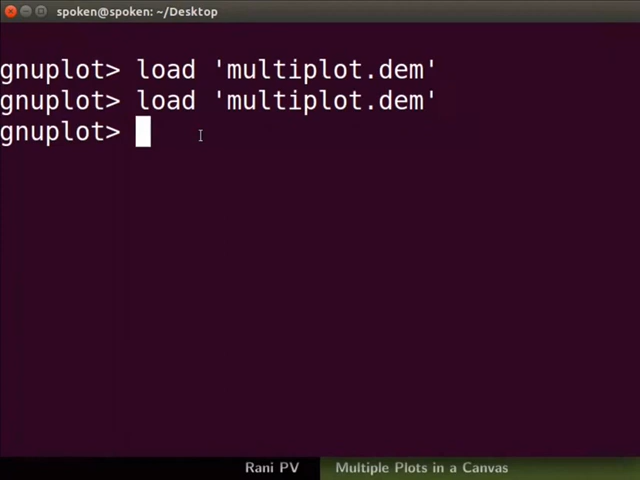 spoken@spoken: ~/Desktop
gnuplot> load 'multiplot.dem'
gnuplot> load 'multiplot.dem'
gnuplot>
Rani PV Multiple Plots in a Canvas